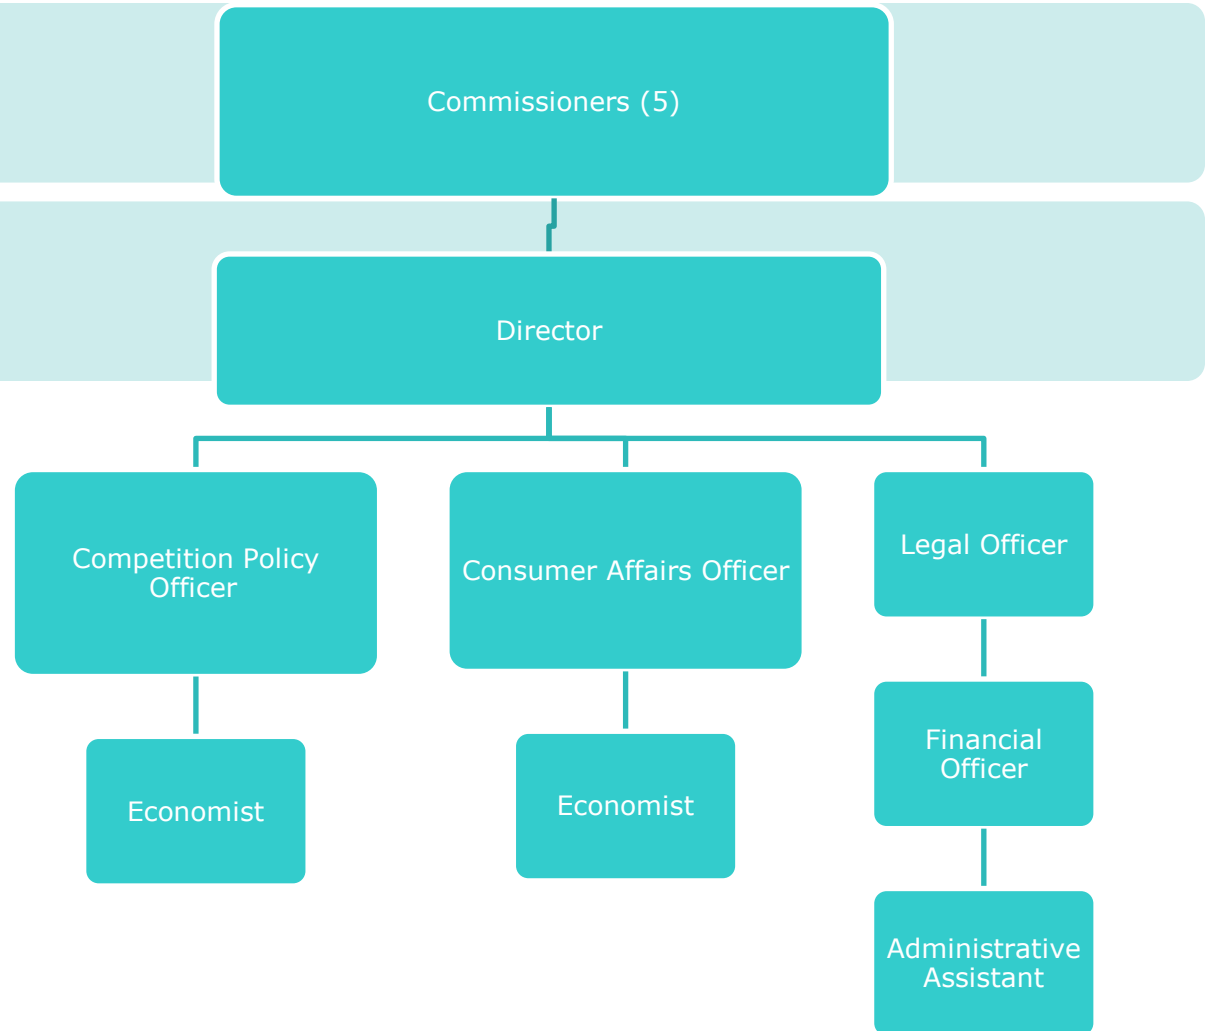 Commissioners (5)
Director
Competition Policy
Officer
Consumer Affairs Officer
Legal Officer
Financial
Officer
Economist
Economist
Administrative
Assistant